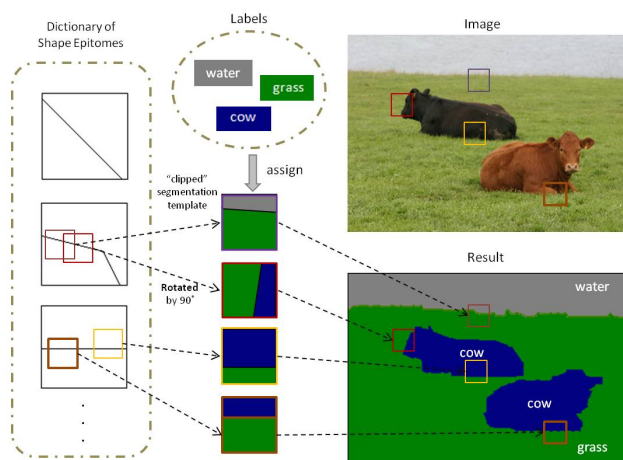 Dictionary of
Shape Epitomes
Labels
water
grass
cow
assign
"clipped"
segmentation
template
Rotated
by 90°
Image
Result
water
cow
cow
grass